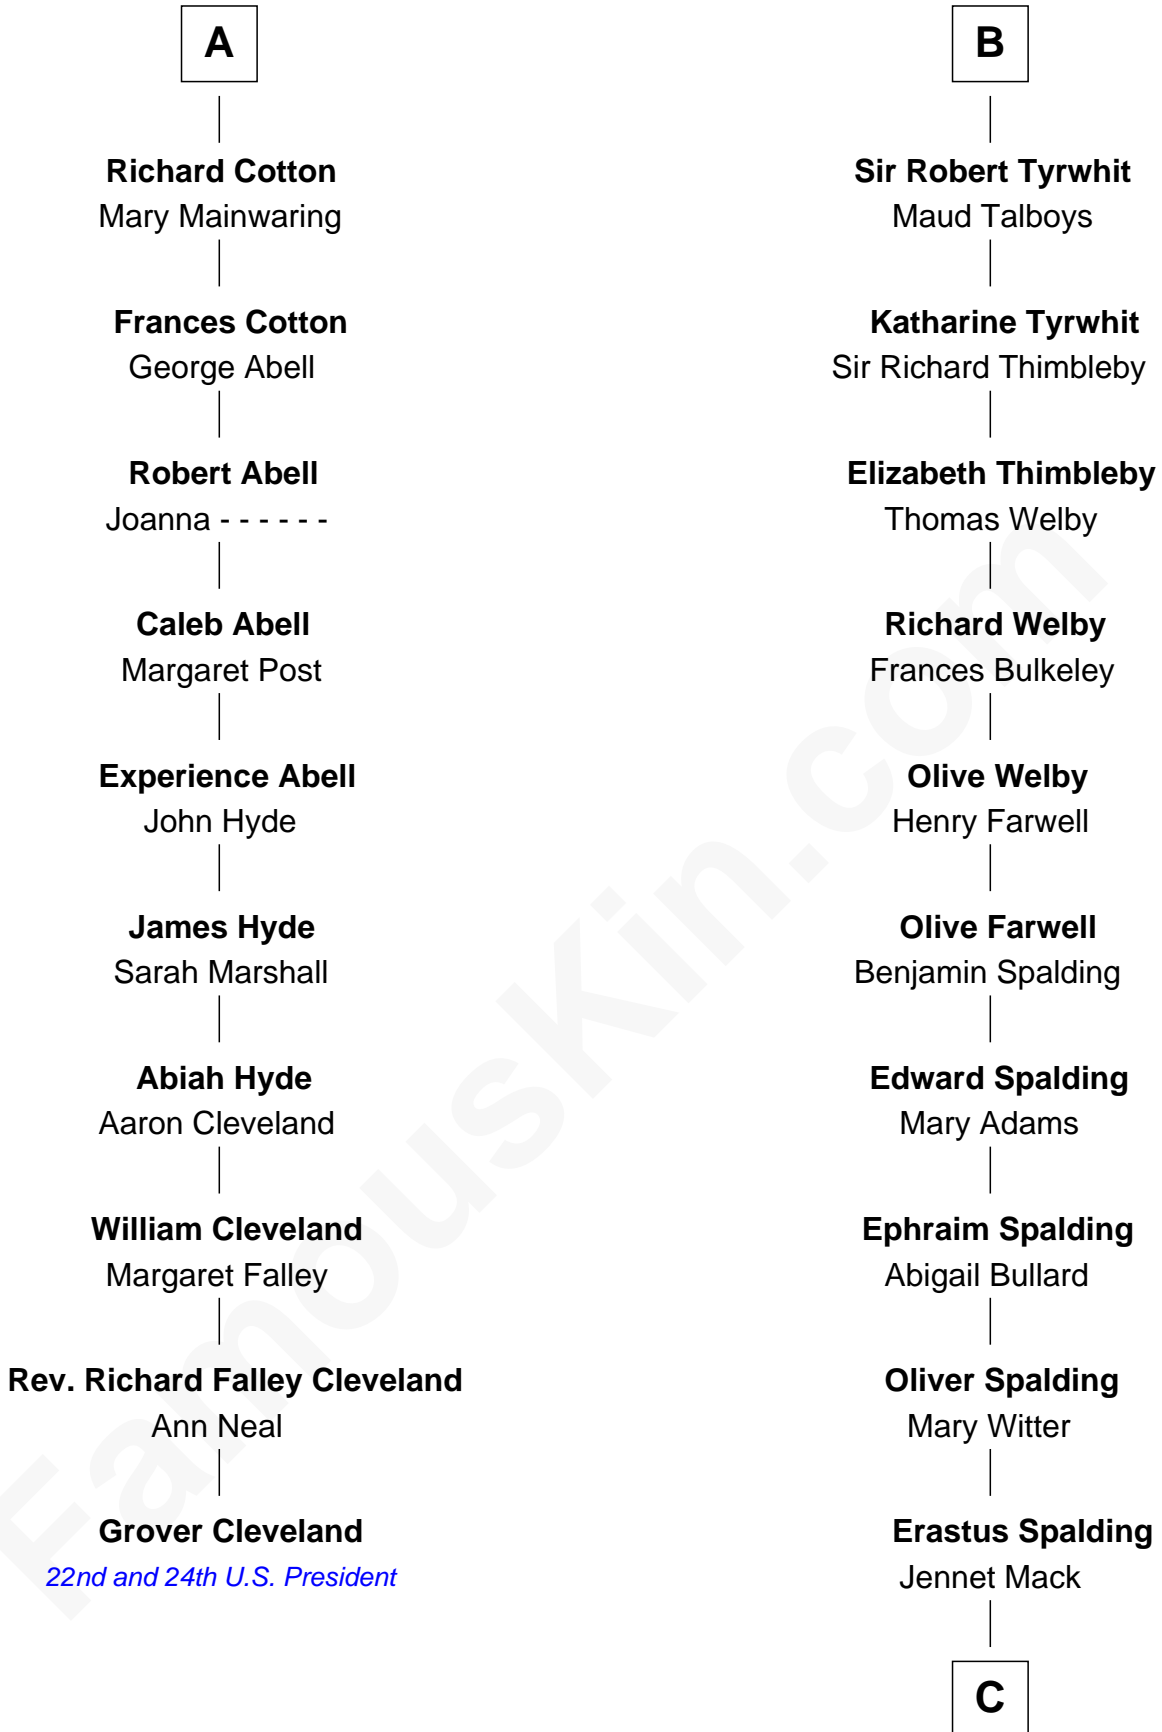 A
Richard Cotton
Mary Mainwaring
Frances Cotton
George Abell
Robert Abell
Joanna - - - - - -
Caleb Abell
Margaret Post
Experience Abell
John Hyde
James Hyde
Sarah Marshall
Abiah Hyde
Aaron Cleveland
William Cleveland
Margaret Falley
Rev. Richard Falley Cleveland
Ann Neal
Grover Cleveland
22nd and 24th U.S. President
B
Sir Robert Tyrwhit
Maud Talboys
Katharine Tyrwhit
Sir Richard Thimbleby
Elizabeth Thimbleby
Thomas Welby
Richard Welby
Frances Bulkeley
Olive Welby
Henry Farwell
Olive Farwell
Benjamin Spalding
Edward Spalding
Mary Adams
Ephraim Spalding
Abigail Bullard
Oliver Spalding
Mary Witter
Erastus Spalding
Jennet Mack
C
FamousKin.com